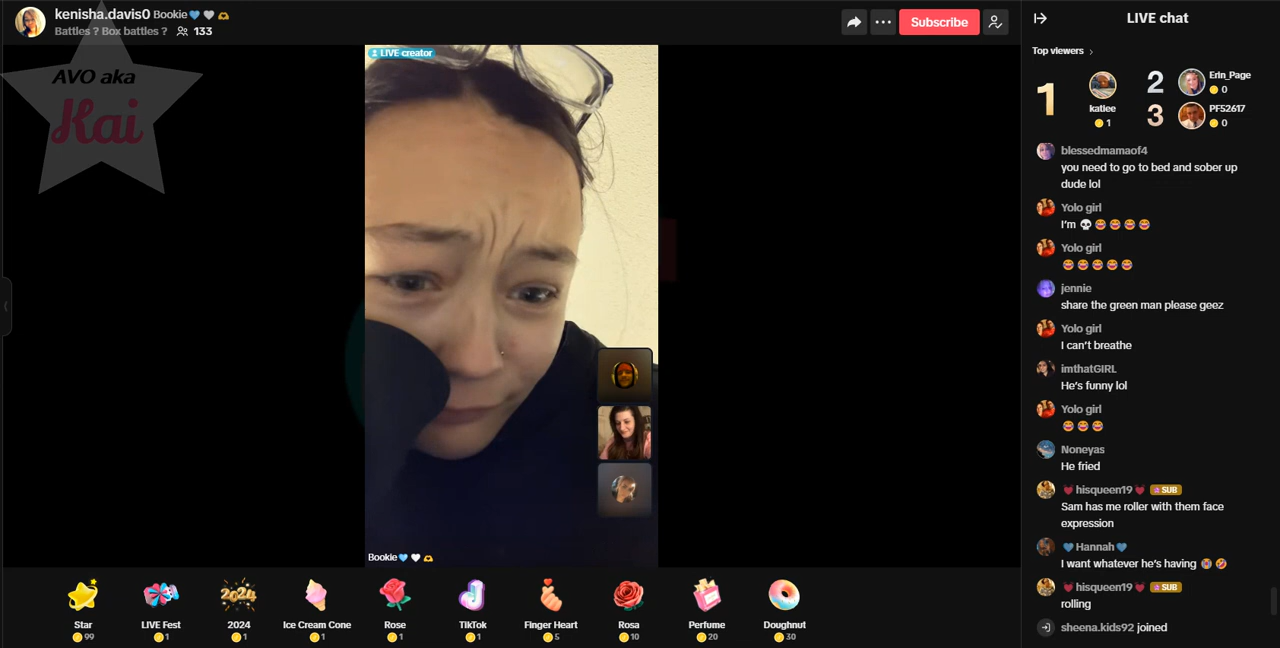 kenisha.davis0 Bookie💙🤍🫶
Battles ? Box battles ? 133
Subscribe
AVO aka
Kai
LIVE creator
Bookie💙🤍🫶
Star
99
LIVE Fest
1
2024
2024
1
Ice Cream Cone
1
Rose
1
TikTok
1
Finger Heart
5
Rosa
10
Perfume
20
Doughnut
30
LIVE chat
Top viewers
1
katiee
1
2
Erin_Page
0
3
PF52617
0
blessedmamaof4
you need to go to bed and sober up
dude lol
Yolo girl
I'm 💀😂😂😂😂
Yolo girl
😂😂😂😂😂
jennie
share the green man please geez
Yolo girl
I can't breathe
imthatGIRL
He's funny lol
Yolo girl
😂😂😂
Noneyas
He fried
💗hisqueen19💗 SUB
Sam has me roller with them face
expression
💙Hannah💙
I want whatever he's having 😭🤣
💗hisqueen19💗 SUB
rolling
sheena.kids92 joined